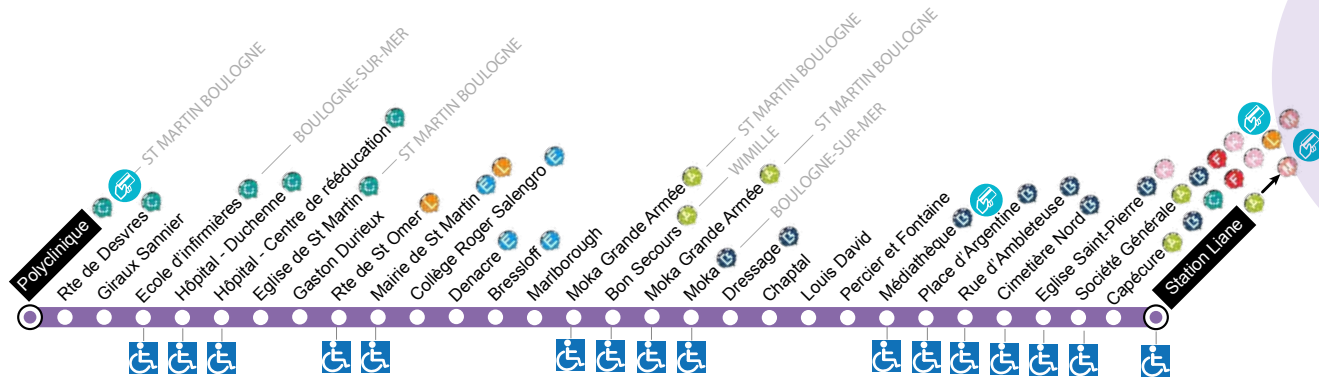 Polyclinique
ST MARTIN BOULOGNE
Rte de Desvres
Giraux Sannier
Ecole d'infirmières
BOULOGNE-SUR-MER
Hôpital - Duchenne
Hôpital - Centre de rééducation
Eglise de St Martin
ST MARTIN BOULOGNE
Gaston Durieux
Rte de St Omer
Mairie de St Martin
Collège Roger Salengro
Denacre
Bressloff
Marlborough
Moka Grande Armée
ST MARTIN BOULOGNE
Bon Secours
WIMILLE
Moka Grande Armée
ST MARTIN BOULOGNE
Moka
BOULOGNE-SUR-MER
Dressage
Chaptal
Louis David
Percier et Fontaine
Médiathèque
Place d'Argentine
Rue d'Ambleteuse
Cimetière Nord
Eglise Saint-Pierre
Société Générale
Capécure
Station Liane